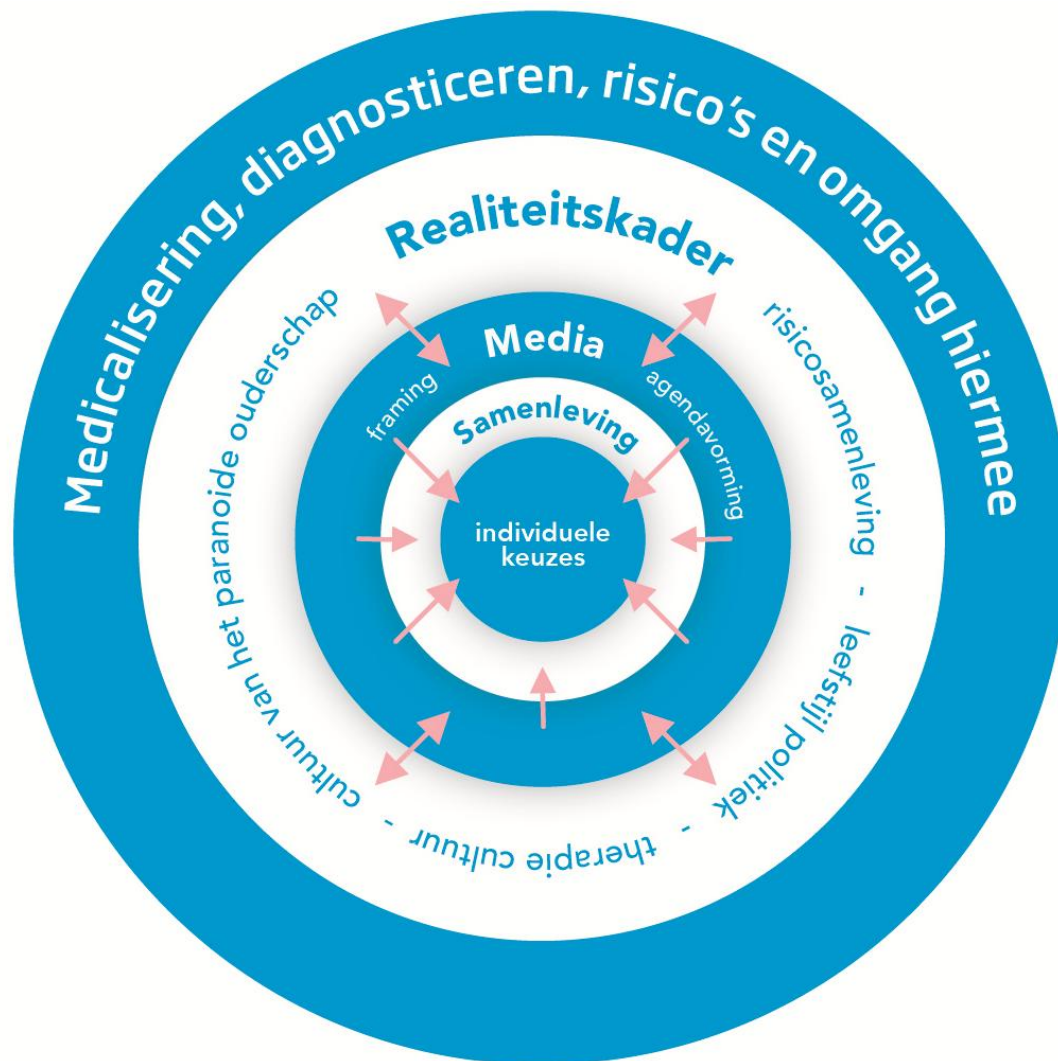 Medicalisering, diagnosticeren, risico's en omgang hiermee
Realiteitskader
risicosamenleving - leefstijl politiek - therapie cultuur - cultuur van het paranoide ouderschap
Media
framing
agendavorming
Samenleving
individuele
keuzes